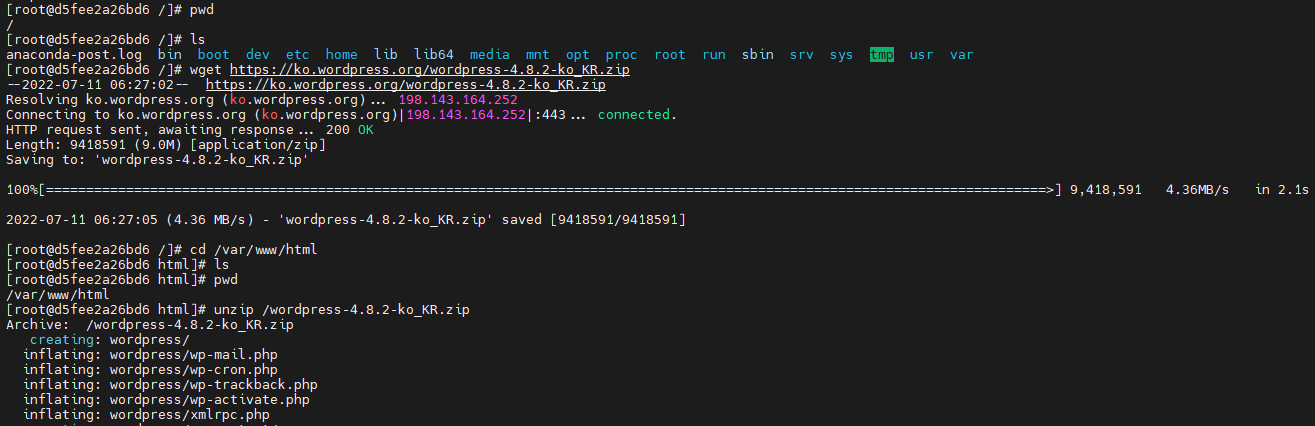 [root@d5fee2a26bd6 /]# pwd
/
[root@d5fee2a26bd6 /]# ls
anaconda-post.log  bin  boot  dev  etc  home  lib  lib64  media  mnt  opt  proc  root  run  sbin  srv  sys  tmp  usr  var
[root@d5fee2a26bd6 /]# wget https://ko.wordpress.org/wordpress-4.8.2-ko_KR.zip
--2022-07-11 06:27:02--  https://ko.wordpress.org/wordpress-4.8.2-ko_KR.zip
Resolving ko.wordpress.org (ko.wordpress.org)... 198.143.164.252
Connecting to ko.wordpress.org (ko.wordpress.org)|198.143.164.252|:443... connected.
HTTP request sent, awaiting response... 200 OK
Length: 9418591 (9.0M) [application/zip]
Saving to: 'wordpress-4.8.2-ko_KR.zip'
100%[=============================================================================================================================>] 9,418,591   4.36MB/s   in 2.1s
2022-07-11 06:27:05 (4.36 MB/s) - 'wordpress-4.8.2-ko_KR.zip' saved [9418591/9418591]
[root@d5fee2a26bd6 /]# cd /var/www/html
[root@d5fee2a26bd6 html]# ls
[root@d5fee2a26bd6 html]# pwd
/var/www/html
[root@d5fee2a26bd6 html]# unzip /wordpress-4.8.2-ko_KR.zip
Archive:  /wordpress-4.8.2-ko_KR.zip
creating: wordpress/
inflating: wordpress/wp-mail.php
inflating: wordpress/wp-cron.php
inflating: wordpress/wp-trackback.php
inflating: wordpress/wp-activate.php
inflating: wordpress/xmlrpc.php